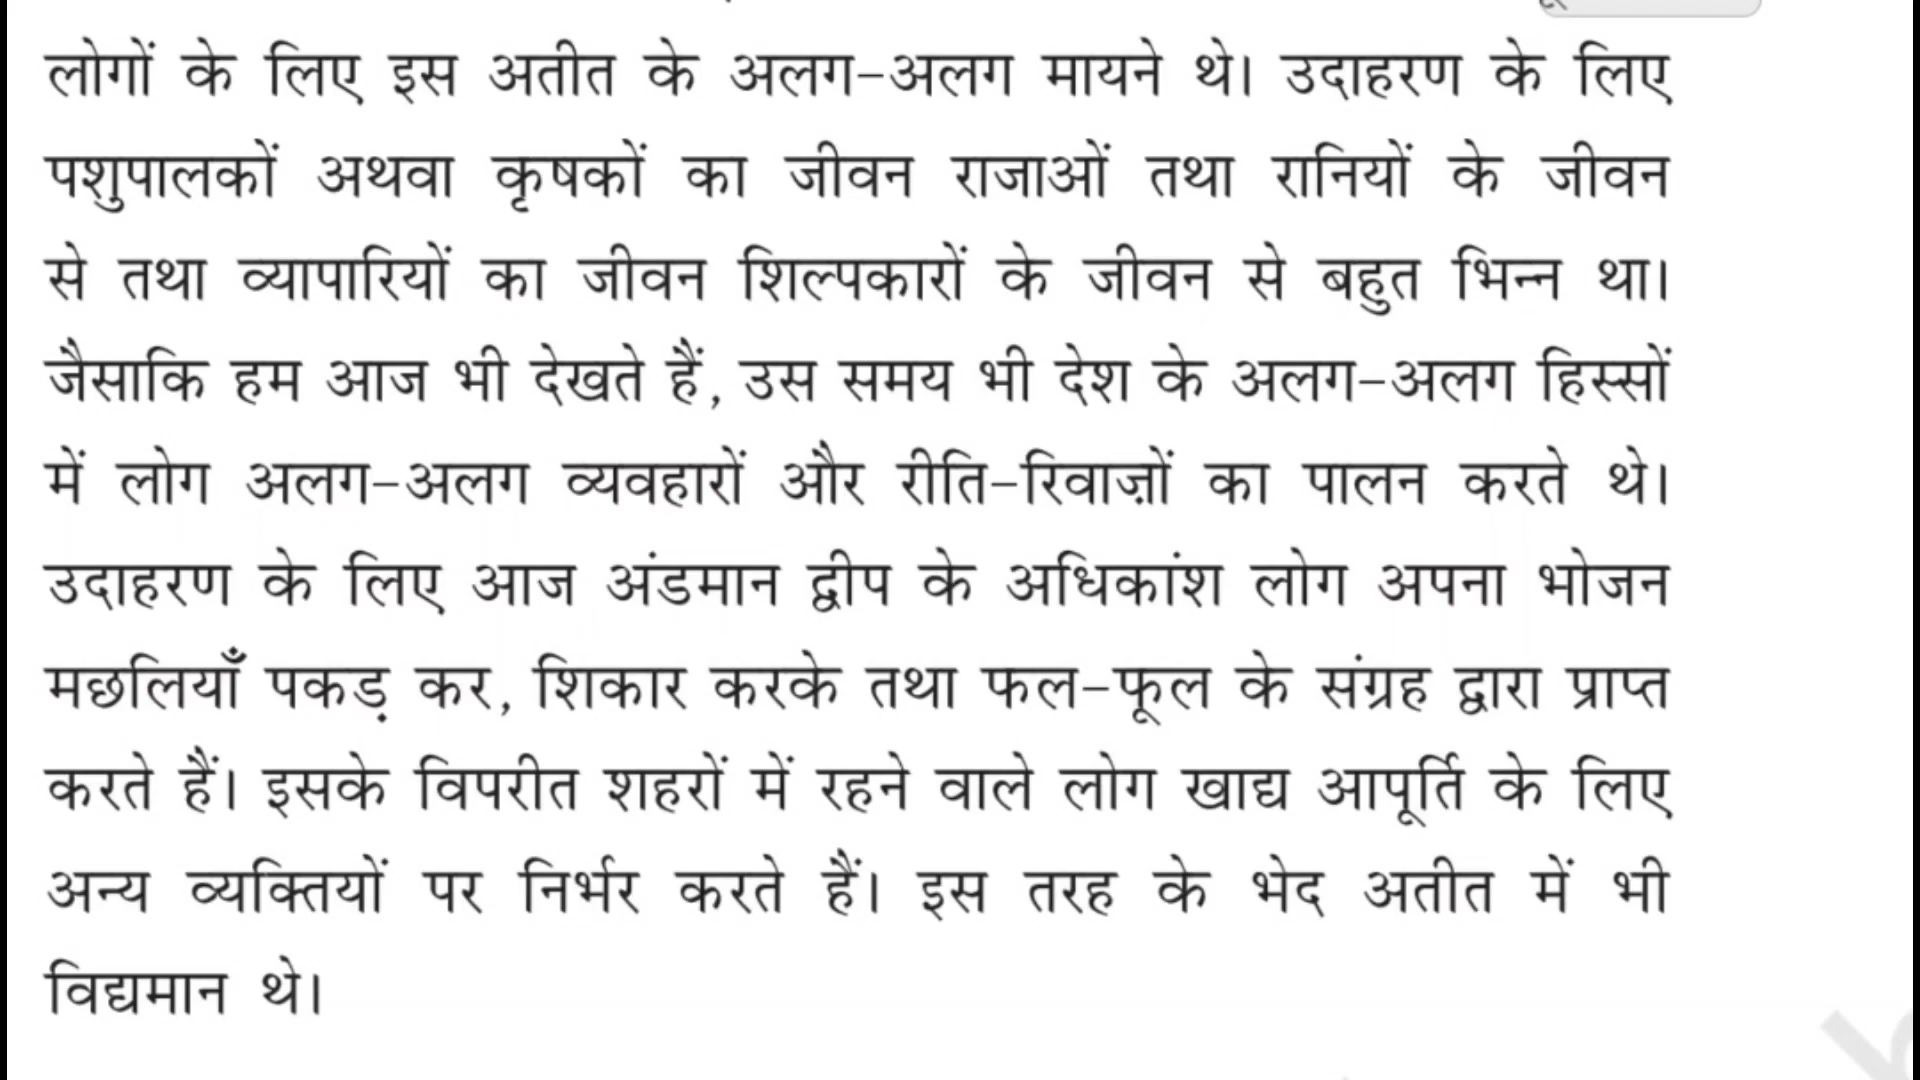 लोगों के लिए इस अतीत के अलग-अलग मायने थे। उदाहरण के लिए
पशुपालकों अथवा कृषकों का जीवन राजाओं तथा रानियों के जीवन
से तथा व्यापारियों का जीवन शिल्पकारों के जीवन से बहुत भिन्न था।
जैसाकि हम आज भी देखते हैं, उस समय भी देश के अलग-अलग हिस्सों
में लोग अलग-अलग व्यवहारों और रीति-रिवाज़ों का पालन करते थे।
उदाहरण के लिए आज अंडमान द्वीप के अधिकांश लोग अपना भोजन
मछलियाँ पकड़ कर, शिकार करके तथा फल-फूल के संग्रह द्वारा प्राप्त
करते हैं। इसके विपरीत शहरों में रहने वाले लोग खाद्य आपूर्ति के लिए
अन्य व्यक्तियों पर निर्भर करते हैं। इस तरह के भेद अतीत में भी
विद्यमान थे।